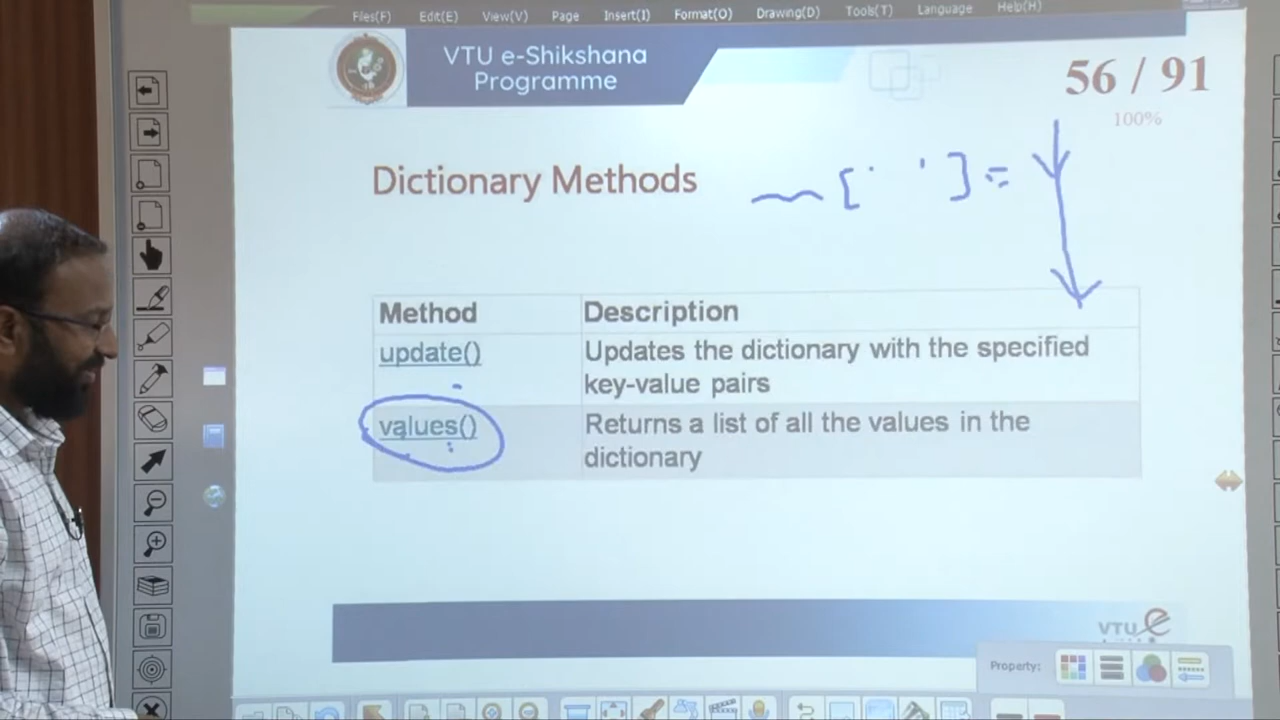 Files(F) Edit(E) View(V) Page Insert(I) Format(O) Drawing(D) Tools(T) Language Help(H)
VTU e-Shikshana
Programme
56 / 91
100%
Dictionary Methods
[' ']=
Method Description
update() Updates the dictionary with the specified
key-value pairs
values() Returns a list of all the values in the
dictionary
VTU e
Property: